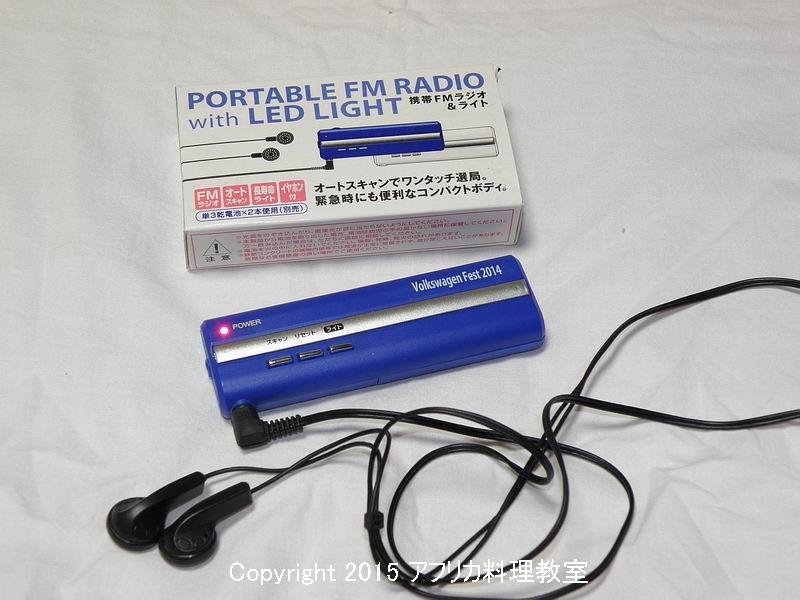 PORTABLE FM RADIO
with LED LIGHT
携帯FMラジオ
&ライト
FM
ラジオ
オート
スキャン
長寿命
ライト
イヤホン
付
オートスキャンでワンタッチ選局。
緊急時にも便利なコンパクトボディ。
単3乾電池×2本使用(別売)
注意
Volkswagen Fest 2014
POWER
スキャン リセット ライト
Copyright 2015 アフリカ料理教室